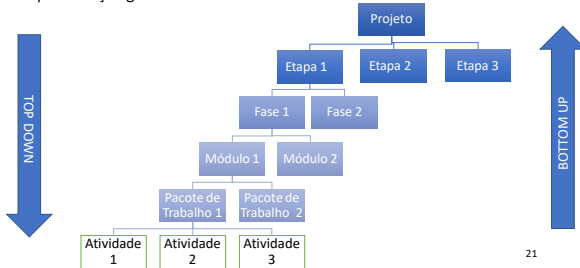 Projeto
Etapa 1
Etapa 2
Etapa 3
Fase 1
Fase 2
Módulo 1
Módulo 2
Pacote de
Trabalho 1
Pacote de
Trabalho 2
Atividade
1
Atividade
2
Atividade
3
TOP DOWN
BOTTOM UP
21